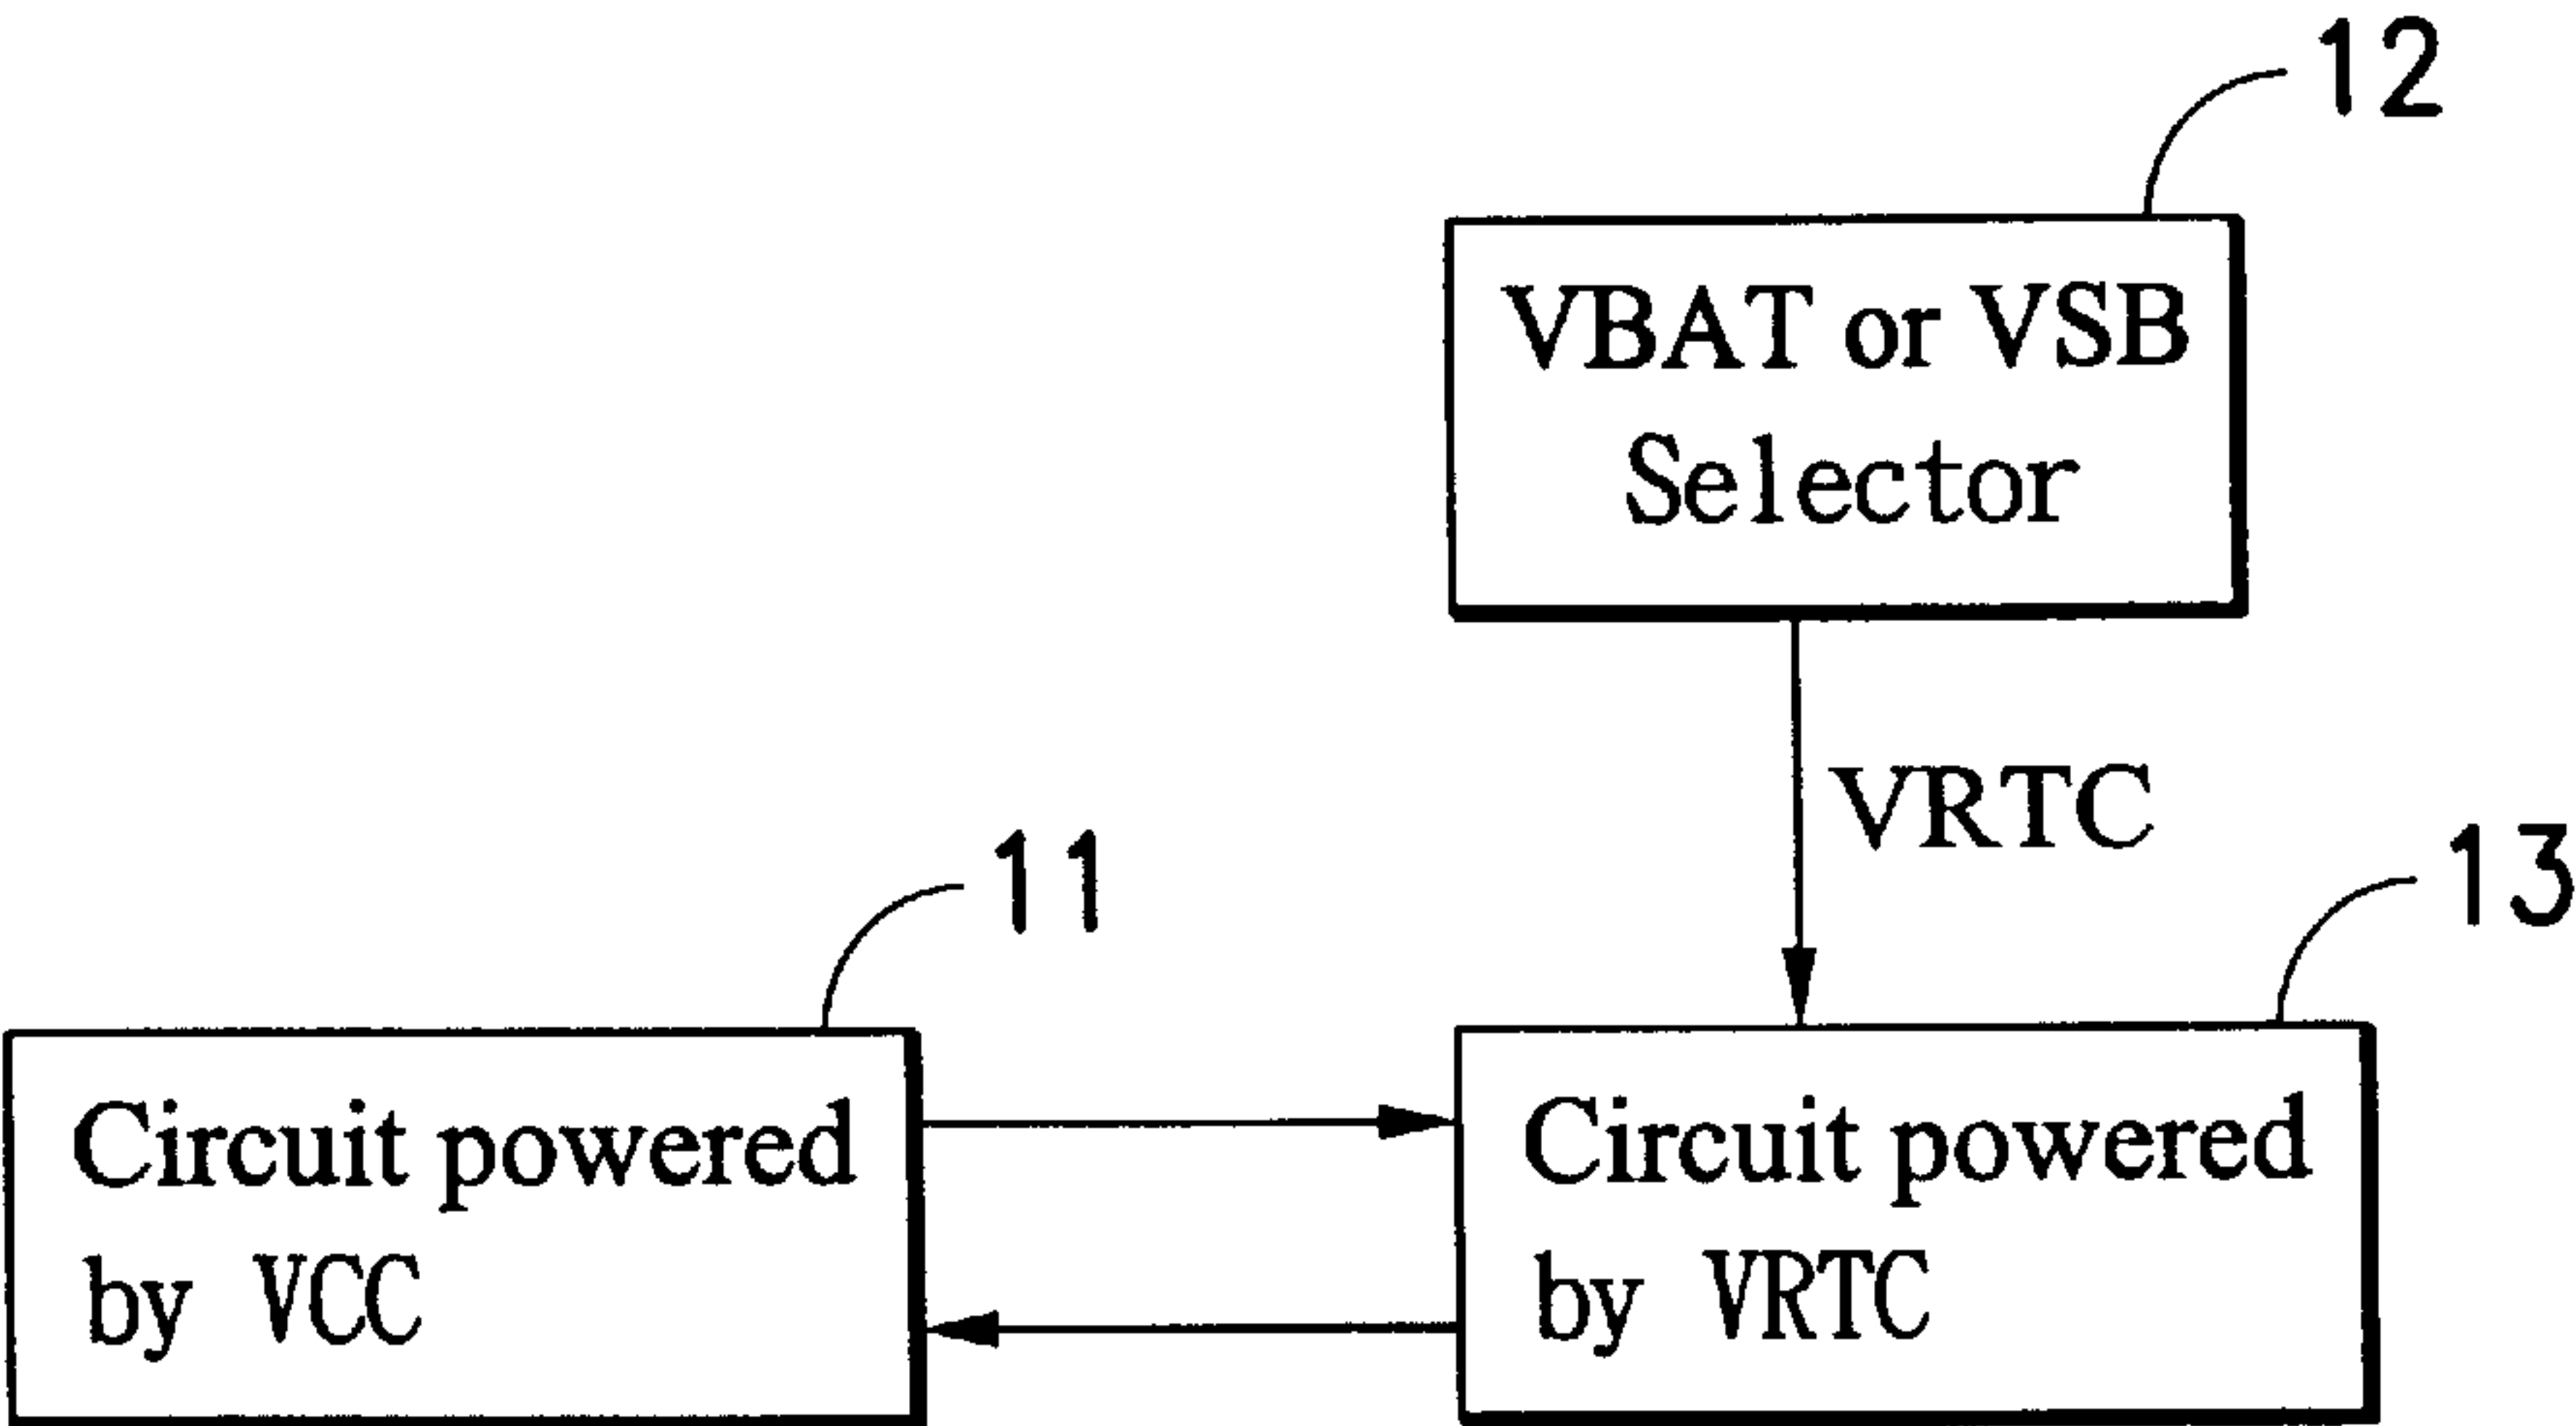 12
VBAT or VSB
Selector
VRTC
11
13
Circuit powered
by VCC
Circuit powered
by VRTC